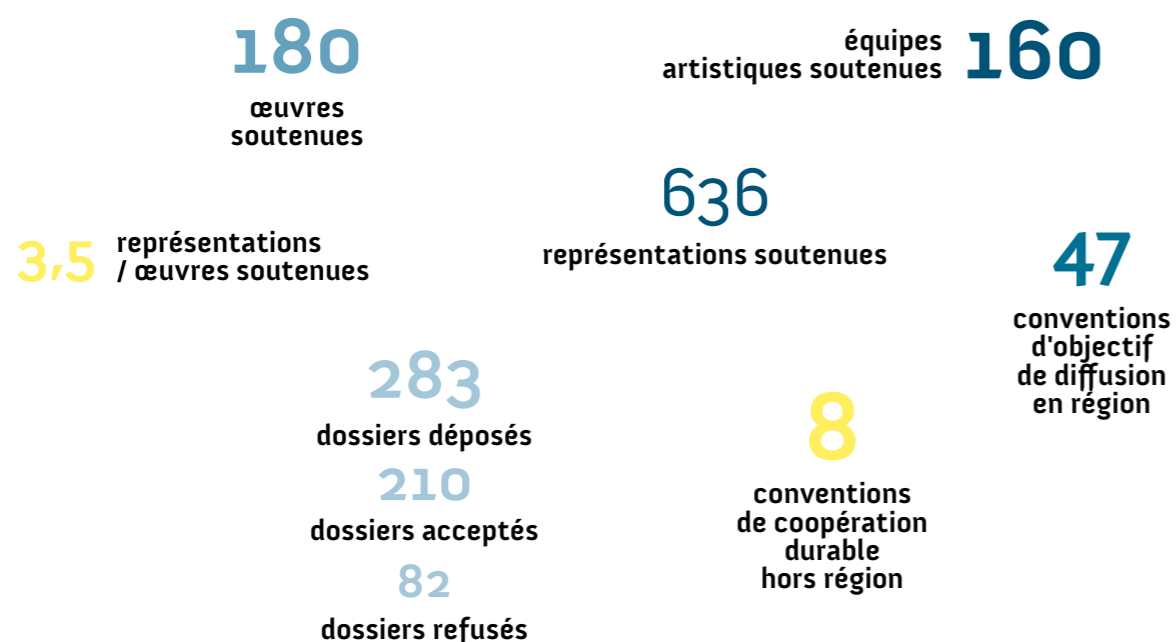 180
œuvres
soutenues
équipes
artistiques soutenues
160
636
représentations soutenues
3,5
représentations
/ œuvres soutenues
47
conventions
d'objectif
de diffusion
en région
283
dossiers déposés
210
dossiers acceptés
82
dossiers refusés
8
conventions
de coopération
durable
hors région